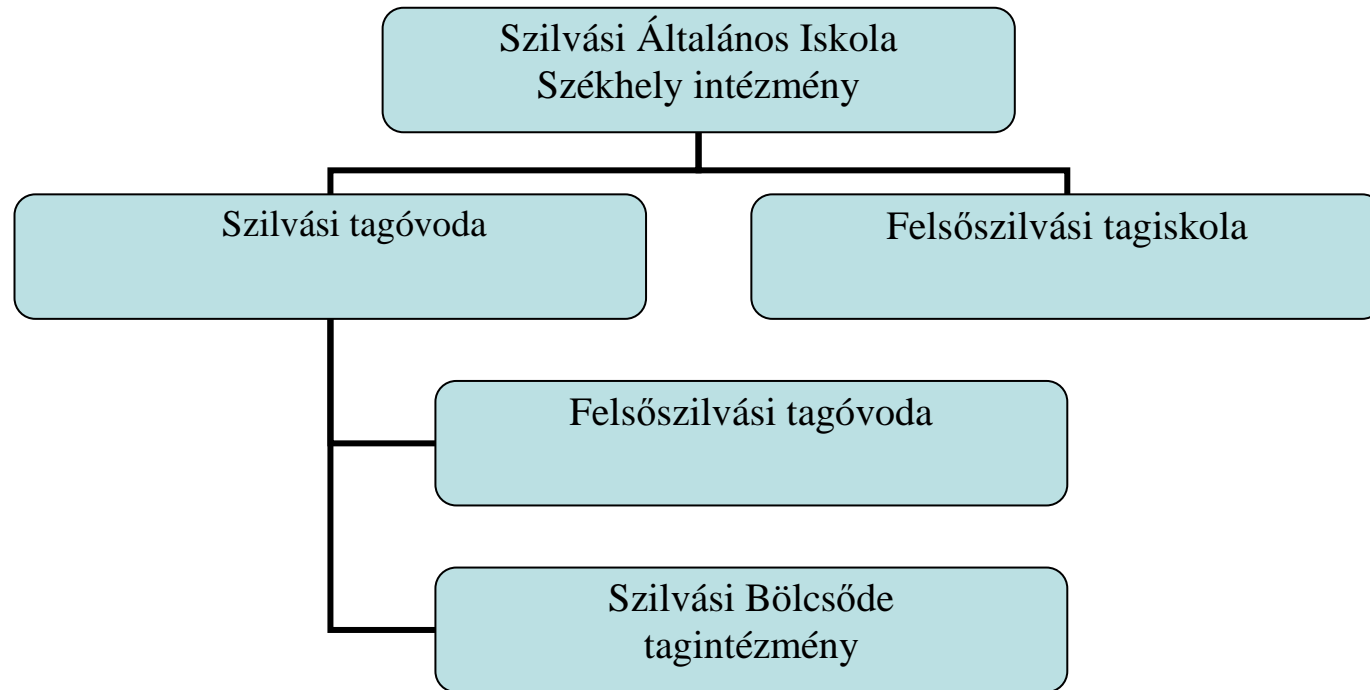 Szilvási Általános Iskola
Székhely intézmény
Szilvási tagóvoda
Felsőszilvási tagiskola
Felsőszilvási tagóvoda
Szilvási Bölcsőde
tagintézmény